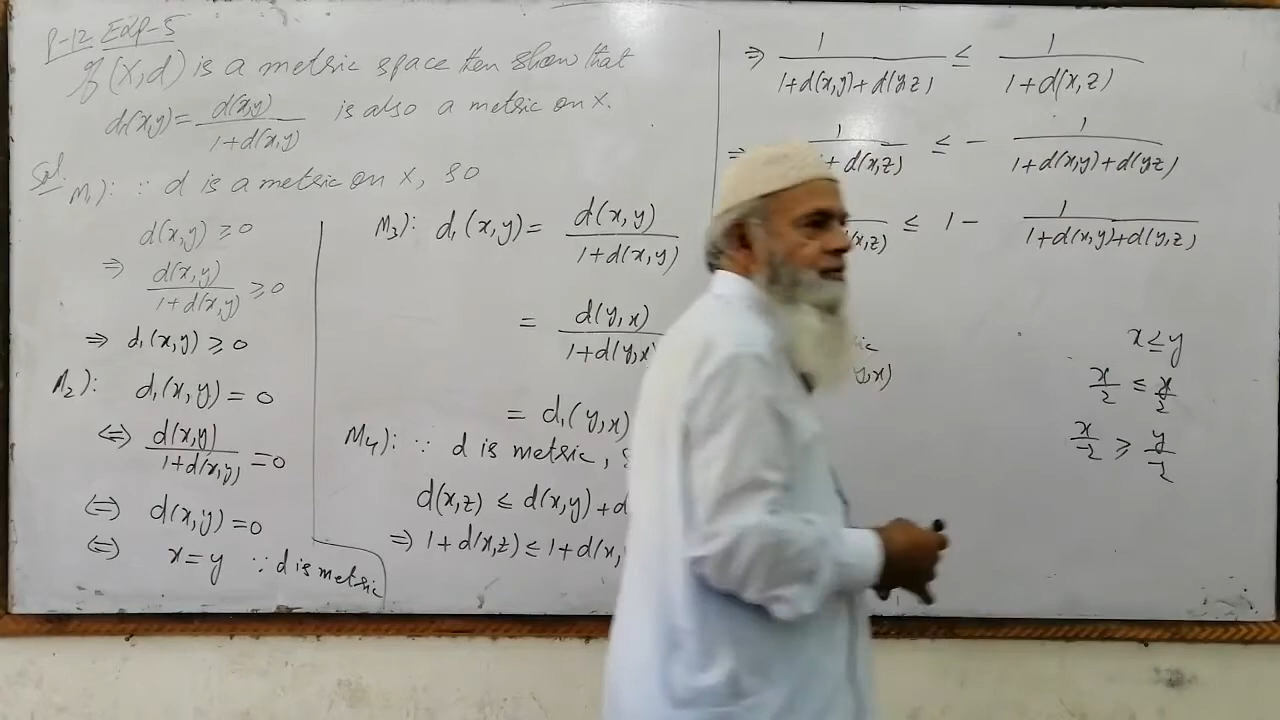 P-12 Exp-5
If (X,d) is a metric space then show that
d₁(x,y) = d(x,y) / 1+d(x,y) is also a metric on X.
Sol.
M₁): ∵ d is a metric on X, so
d(x,y) ≥ 0
⇒ d(x,y) / 1+d(x,y) ≥ 0
⇒ d₁(x,y) ≥ 0
M₂): d₁(x,y) = 0
⇔ d(x,y) / 1+d(x,y) = 0
⇔ d(x,y) = 0
⇔ x = y ∵ d is metric
M₃): d₁(x,y) = d(x,y) / 1+d(x,y)
= d(y,x) / 1+d(y,x)
= d₁(y,x)
M₄): ∵ d is metric,
d(x,z) ≤ d(x,y) + d
⇒ 1+d(x,z) ≤ 1+d(x,
⇒ 1 / 1+d(x,y)+d(y,z) ≤ 1 / 1+d(x,z)
⇒ 1 / + d(x,z) ≤ - 1 / 1+d(x,y)+d(y,z)
(x,z) ≤ 1 - 1 / 1+d(x,y)+d(y,z)
y,x)
x ≤ y
x/2 ≤ y/2
x/-2 ≥ y/-2